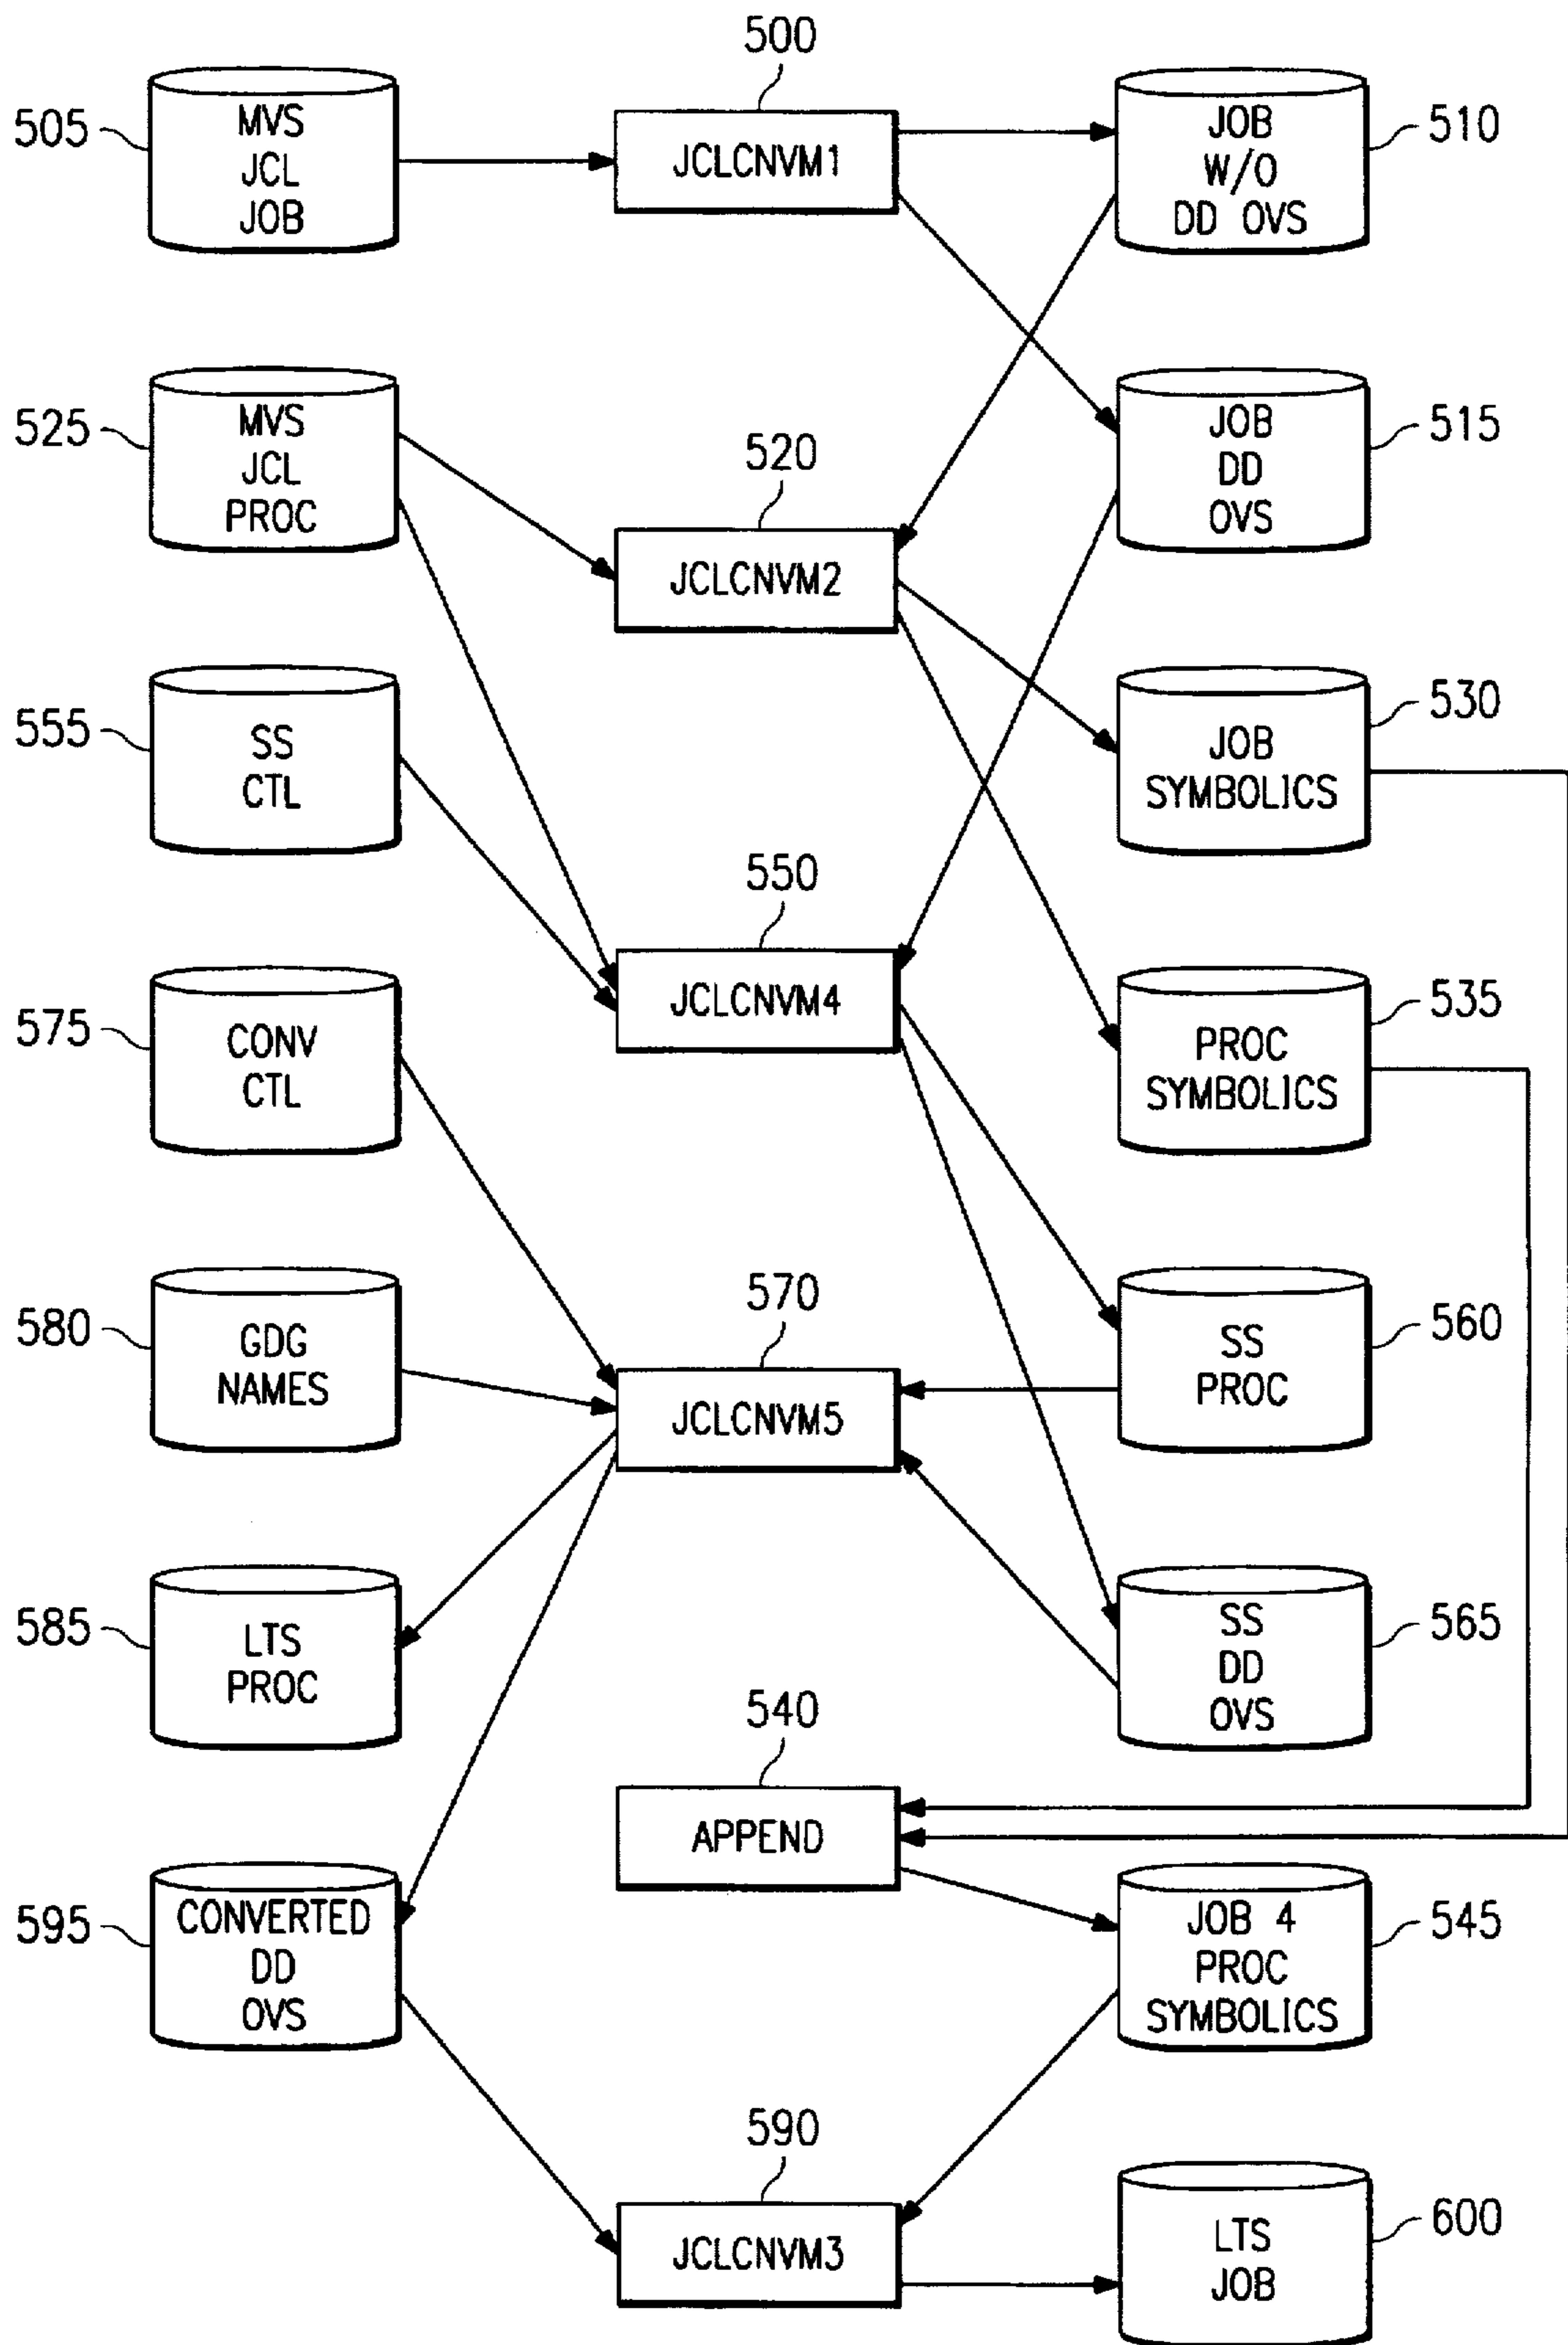 500
505
MVS
JCL
JOB
JCLCNVM1
JOB
W/O
DD OVS
510
525
MVS
JCL
PROC
520
JCLCNVM2
JOB
DD
OVS
515
555
SS
CTL
JOB
SYMBOLICS
530
550
JCLCNVM4
575
CONV
CTL
PROC
SYMBOLICS
535
580
GDG
NAMES
570
JCLCNVM5
SS
PROC
560
585
LTS
PROC
SS
DD
OVS
565
540
APPEND
595
CONVERTED
DD
OVS
JOB 4
PROC
SYMBOLICS
545
590
JCLCNVM3
LTS
JOB
600